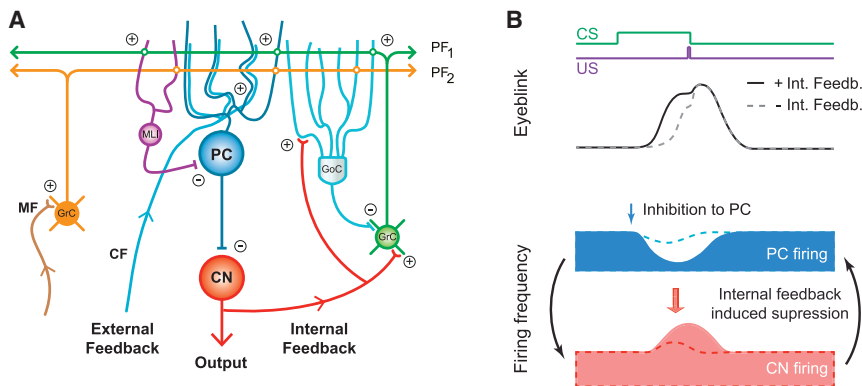 A
PF1
PF2
MLI
PC
GoC
MF
GrC
GrC
CF
CN
External
Feedback
Internal
Feedback
Output
B
CS
US
Eyeblink
+ Int. Feedb.
- Int. Feedb.
Inhibition to PC
PC firing
Firing frequency
Internal feedback
induced supression
CN firing